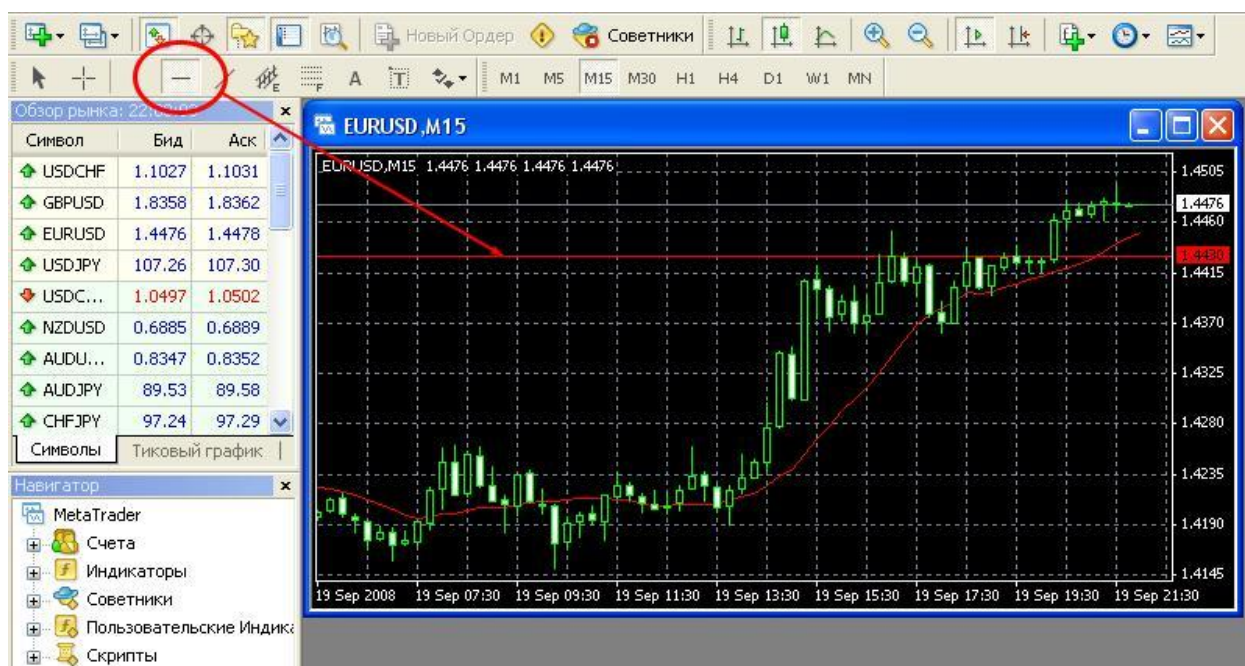 Новый Ордер Советники
E F A T M1 M5 M15 M30 H1 H4 D1 W1 MN
Обзор рынка:
Символ Бид Аск
USDCHF 1.1027 1.1031
GBPUSD 1.8358 1.8362
EURUSD 1.4476 1.4478
USDJPY 107.26 107.30
USDC... 1.0497 1.0502
NZDUSD 0.6885 0.6889
AUDU... 0.8347 0.8352
AUDJPY 89.53 89.58
CHFJPY 97.24 97.29
Символы Тиковый график
Навигатор
MetaTrader
Счета
Индикаторы
Советники
Пользовательские Индика
Скрипты
EURUSD,M15
EURUSD,M15 1.4476 1.4476 1.4476 1.4476
1.4505
1.4476
1.4460
1.4430
1.4415
1.4370
1.4325
1.4280
1.4235
1.4190
1.4145
19 Sep 2008 19 Sep 07:30 19 Sep 09:30 19 Sep 11:30 19 Sep 13:30 19 Sep 15:30 19 Sep 17:30 19 Sep 19:30 19 Sep 21:30